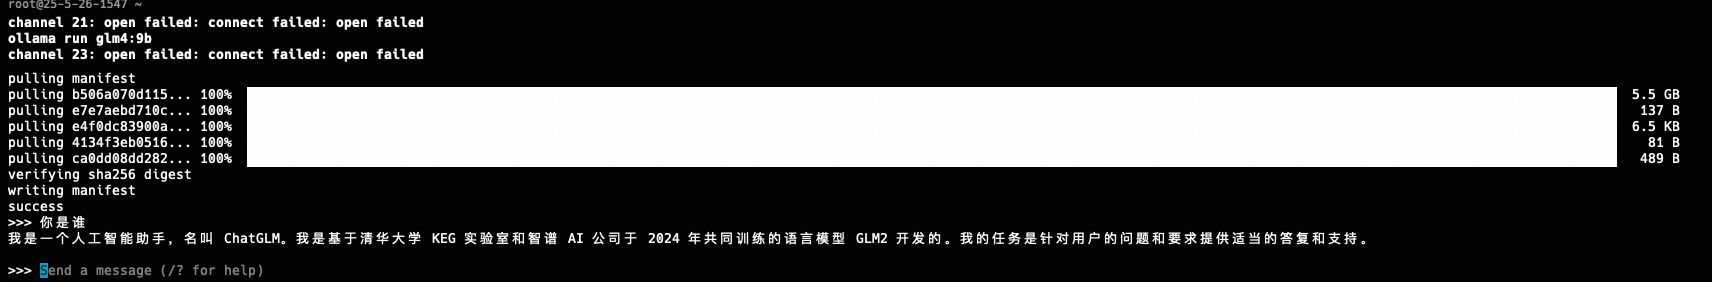 root@25-5-26-1547 ~
channel 21: open failed: connect failed: open failed
ollama run glm4:9b
channel 23: open failed: connect failed: open failed
pulling manifest
pulling b506a070d115... 100% 5.5 GB
pulling e7e7aebd710c... 100% 137 B
pulling e4f0dc83900a... 100% 6.5 KB
pulling 4134f3eb0516... 100% 81 B
pulling ca0dd08dd282... 100% 489 B
verifying sha256 digest
writing manifest
success
>>> 你是谁
我是一个人工智能助手，名叫 ChatGLM。我是基于清华大学 KEG 实验室和智谱 AI 公司于 2024 年共同训练的语言模型 GLM2 开发的。我的任务是针对用户的问题和要求提供适当的答复和支持。
>>> Send a message (/? for help)